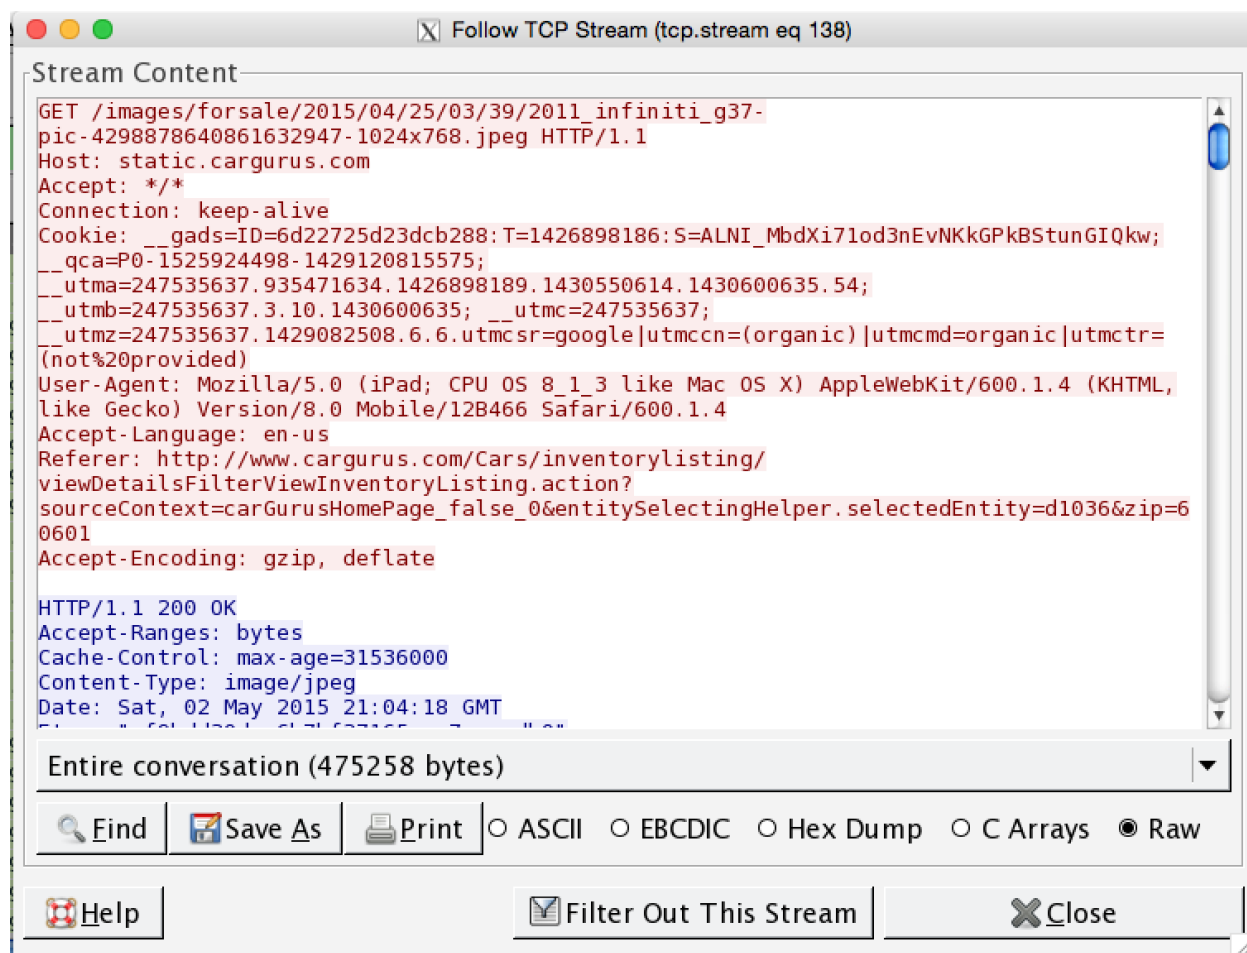 Follow TCP Stream (tcp.stream eq 138)
Stream Content
GET /images/forsale/2015/04/25/03/39/2011_infiniti_g37-
pic-4298878640861632947-1024x768.jpeg HTTP/1.1
Host: static.cargurus.com
Accept: */*
Connection: keep-alive
Cookie: __gads=ID=6d22725d23dcb288:T=1426898186:S=ALNI_MbdXi71od3nEvNKkGPkBStunGIQkw;
__qca=P0-1525924498-1429120815575;
__utma=247535637.935471634.1426898189.1430550614.1430600635.54;
__utmb=247535637.3.10.1430600635; __utmc=247535637;
__utmz=247535637.1429082508.6.6.utmcsr=google|utmccn=(organic)|utmcmd=organic|utmctr=
(not%20provided)
User-Agent: Mozilla/5.0 (iPad; CPU OS 8_1_3 like Mac OS X) AppleWebKit/600.1.4 (KHTML,
like Gecko) Version/8.0 Mobile/12B466 Safari/600.1.4
Accept-Language: en-us
Referer: http://www.cargurus.com/Cars/inventorylisting/
viewDetailsFilterViewInventoryListing.action?
sourceContext=carGurusHomePage_false_0&entitySelectingHelper.selectedEntity=d1036&zip=6
0601
Accept-Encoding: gzip, deflate
HTTP/1.1 200 OK
Accept-Ranges: bytes
Cache-Control: max-age=31536000
Content-Type: image/jpeg
Date: Sat, 02 May 2015 21:04:18 GMT
Entire conversation (475258 bytes)
Find Save As Print ASCII EBCDIC Hex Dump C Arrays Raw
Help Filter Out This Stream Close